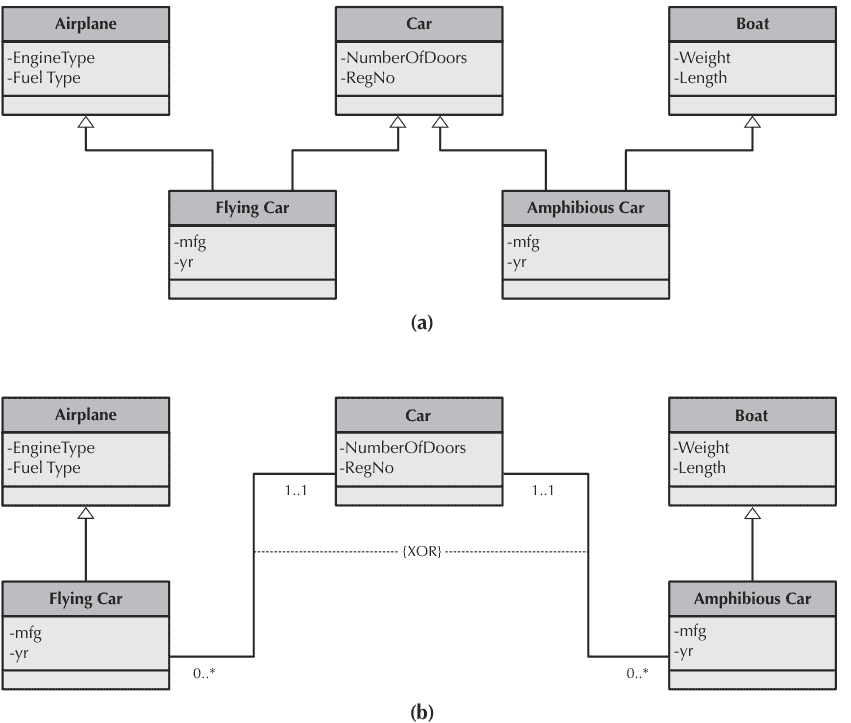 Airplane
-EngineType
-Fuel Type
Car
-NumberOfDoors
-RegNo
Boat
-Weight
-Length
Flying Car
-mfg
-yr
Amphibious Car
-mfg
-yr
(a)
Airplane
-EngineType
-Fuel Type
Car
-NumberOfDoors
-RegNo
Boat
-Weight
-Length
1..1
1..1
{XOR}
Flying Car
-mfg
-yr
Amphibious Car
-mfg
-yr
0..*
0..*
(b)